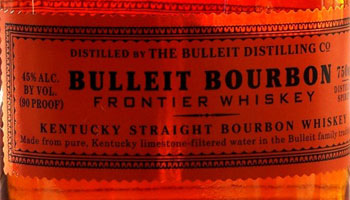 DISTILLED BY THE BULLEIT DISTILLING CO
45% ALC.
BY VOL.
(90 PROOF)
BULLEIT BOURBON
FRONTIER WHISKEY
KENTUCKY STRAIGHT BOURBON WHISKEY
Made from pure, Kentucky limestone-filtered water in the Bulleit family